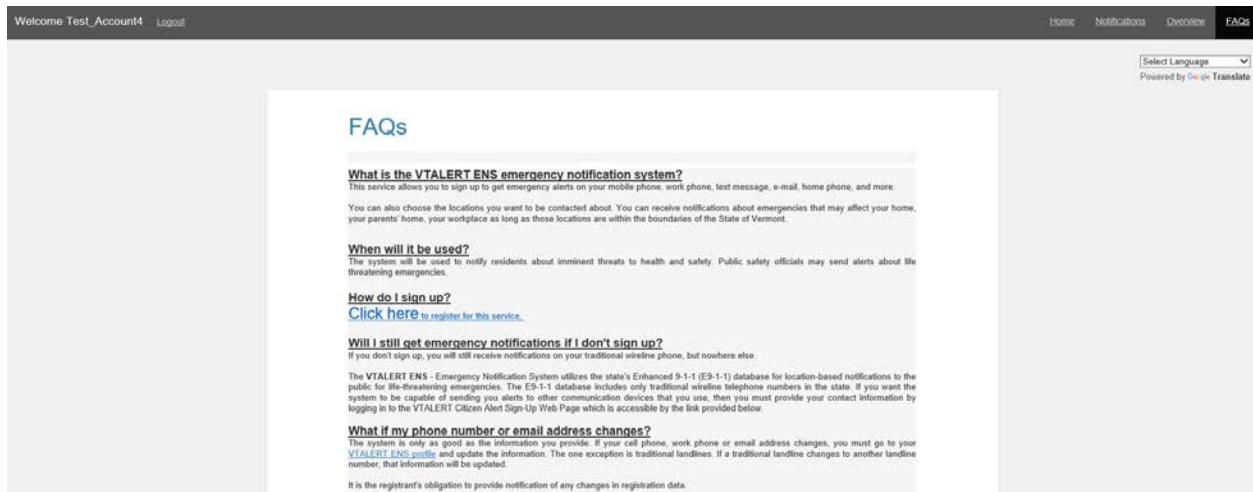 Welcome Test_Account4 Logout Home Notifications Overview FAQs
Select Language
Powered by Google Translate
FAQs
What is the VTALERT ENS emergency notification system?
This service allows you to sign up to get emergency alerts on your mobile phone, work phone, text message, e-mail, home phone, and more.
You can also choose the locations you want to be contacted about. You can receive notifications about emergencies that may affect your home,
your parents' home, your workplace as long as those locations are within the boundaries of the State of Vermont.
When will it be used?
The system will be used to notify residents about imminent threats to health and safety. Public safety officials may send alerts about life
threatening emergencies.
How do I sign up?
Click here to register for this service.
Will I still get emergency notifications if I don't sign up?
If you don't sign up, you will still receive notifications on your traditional wireline phone, but nowhere else.
The VTALERT ENS - Emergency Notification System utilizes the state's Enhanced 9-1-1 (E9-1-1) database for location-based notifications to the
public for life-threatening emergencies. The E9-1-1 database includes only traditional wireline telephone numbers in the state. If you want the
system to be capable of sending you alerts to other communication devices that you use, then you must provide your contact information by
logging in to the VTALERT Citizen Alert Sign-Up Web Page which is accessible by the link provided below.
What if my phone number or email address changes?
The system is only as good as the information you provide. If your cell phone, work phone or email address changes, you must go to your
VTALERT ENS profile and update the information. The one exception is traditional landlines. If a traditional landline changes to another landline
number, that information will be updated.
It is the registrant's obligation to provide notification of any changes in registration data.